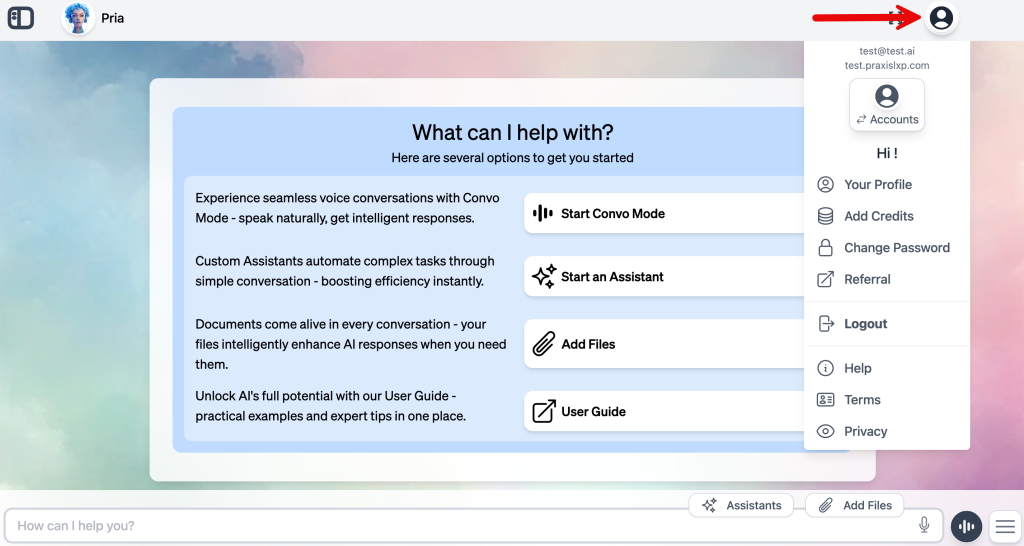 Pria
test@test.ai
test.praxislxp.com
Accounts
Hi !
Your Profile
Add Credits
Change Password
Referral
Logout
Help
Terms
Privacy
What can I help with?
Here are several options to get you started
Experience seamless voice conversations with Convo
Mode - speak naturally, get intelligent responses.
Start Convo Mode
Custom Assistants automate complex tasks through
simple conversation - boosting efficiency instantly.
Start an Assistant
Documents come alive in every conversation - your
files intelligently enhance AI responses when you need
them.
Add Files
Unlock AI's full potential with our User Guide -
practical examples and expert tips in one place.
User Guide
Assistants
Add Files
How can I help you?